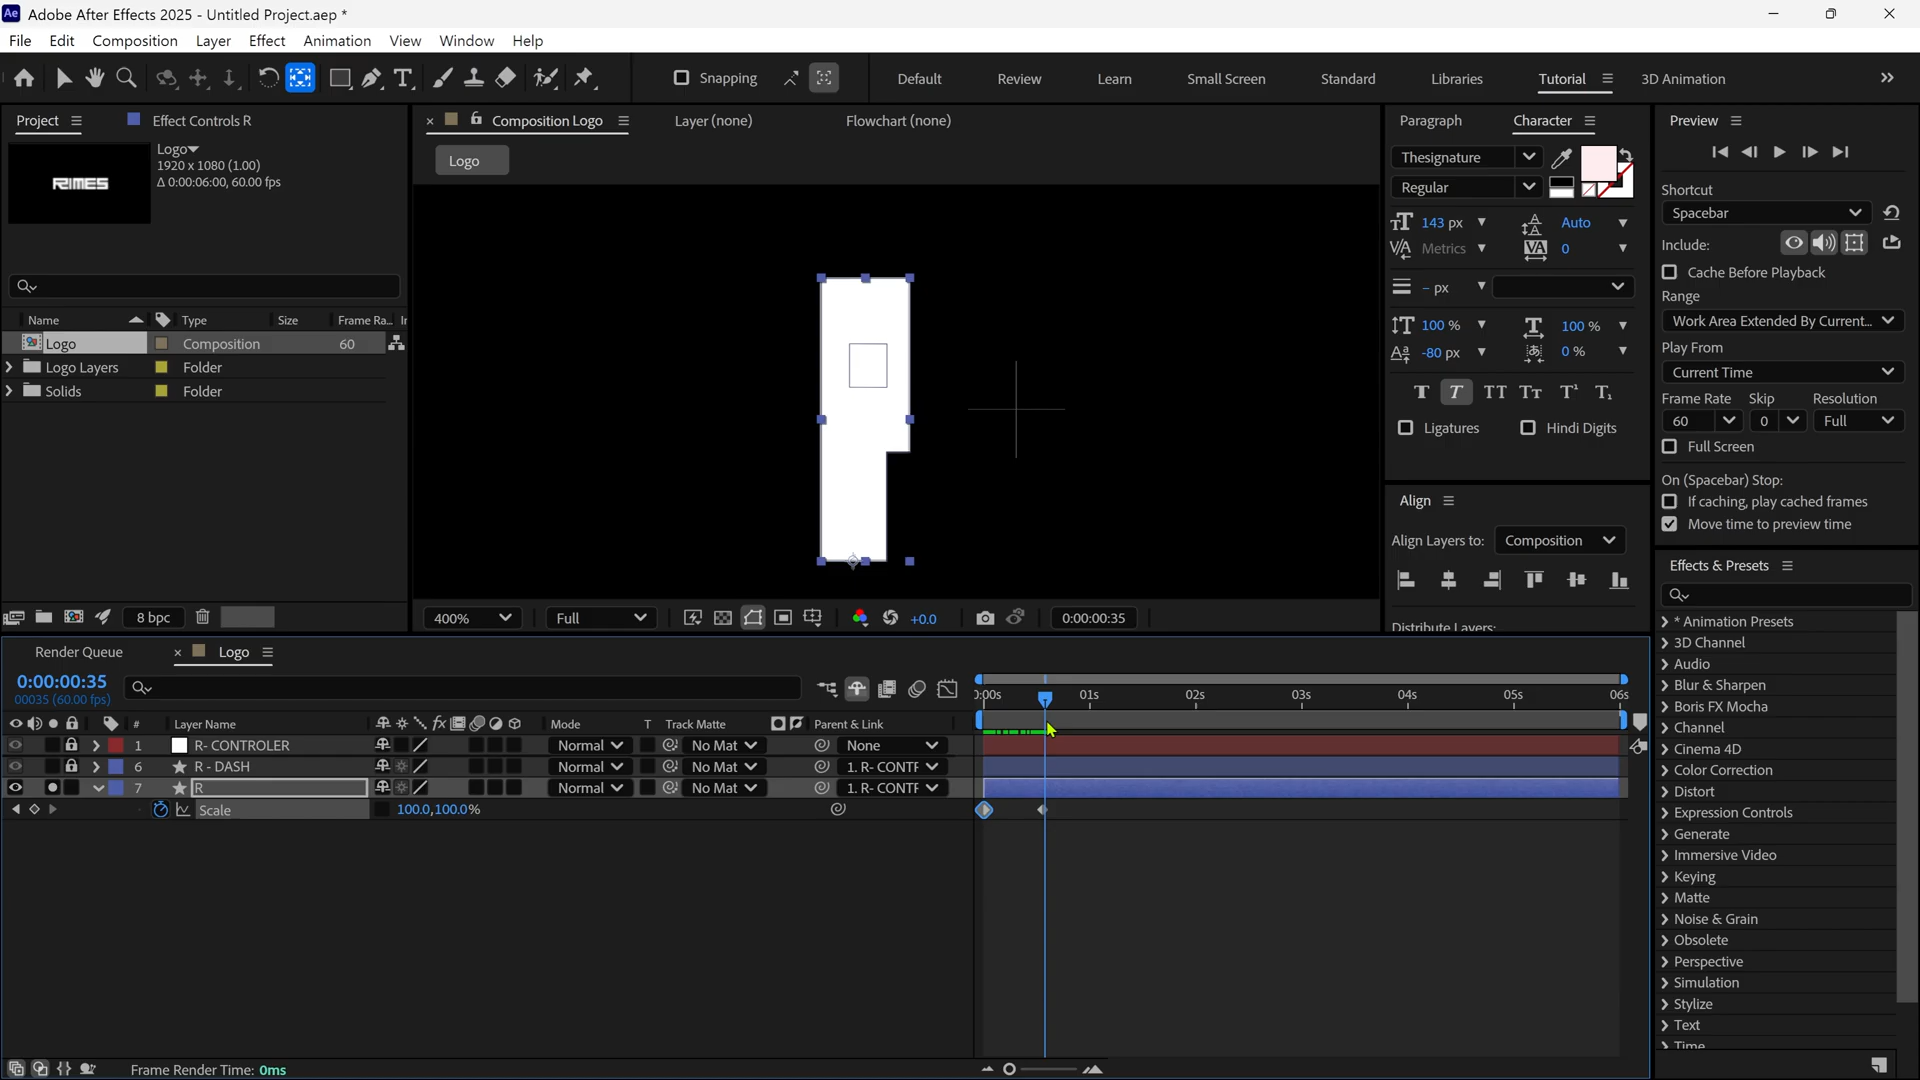 Adobe After Effects 2025 - Untitled Project.aep *
File Edit Composition Layer Effect Animation View Window Help
Snapping Default Review Learn Small Screen Standard Libraries Tutorial 3D Animation
Project Effect Controls R
Logo
1920 x 1080 (1.00)
Δ 0:00:06:00, 60.00 fps
RIMES
Name Type Size Frame Ra...
Logo Composition 60
Logo Layers Folder
Solids Folder
8 bpc
Composition Logo Layer (none) Flowchart (none)
Logo
400% Full +0.0 0:00:00:35
Paragraph Character
Thesignature
Regular
143 px Auto
Metrics 0
- px
100 % 100 %
-80 px 0 %
Ligatures Hindi Digits
Align
Align Layers to: Composition
Distribute Layers:
Preview
Shortcut
Spacebar
Include:
Cache Before Playback
Range
Work Area Extended By Current...
Play From
Current Time
Frame Rate Skip Resolution
60 0 Full
Full Screen
On (Spacebar) Stop:
If caching, play cached frames
Move time to preview time
Effects & Presets
* Animation Presets
3D Channel
Audio
Blur & Sharpen
Boris FX Mocha
Channel
Cinema 4D
Color Correction
Distort
Expression Controls
Generate
Immersive Video
Keying
Matte
Noise & Grain
Obsolete
Perspective
Simulation
Stylize
Text
Time
Render Queue Logo
0:00:00:35
00035 (60.00 fps)
0:00s 01s 02s 03s 04s 05s 06s
# Layer Name Mode T Track Matte Parent & Link
1 R- CONTROLER Normal No Mat None
6 R - DASH Normal No Mat 1. R- CONTF
7 R Normal No Mat 1. R- CONTF
Scale 100.0,100.0%
Frame Render Time: 0ms